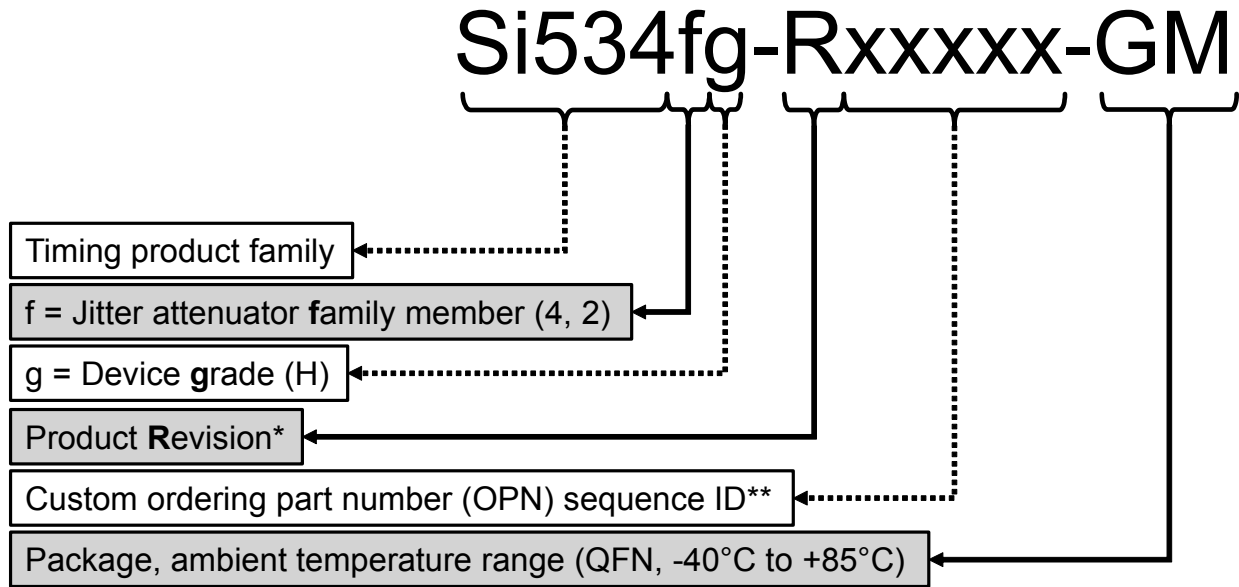 Si534fg-Rxxxxx-GM
Timing product family
f = Jitter attenuator family member (4, 2)
g = Device grade (H)
Product Revision*
Custom ordering part number (OPN) sequence ID**
Package, ambient temperature range (QFN, -40°C to +85°C)